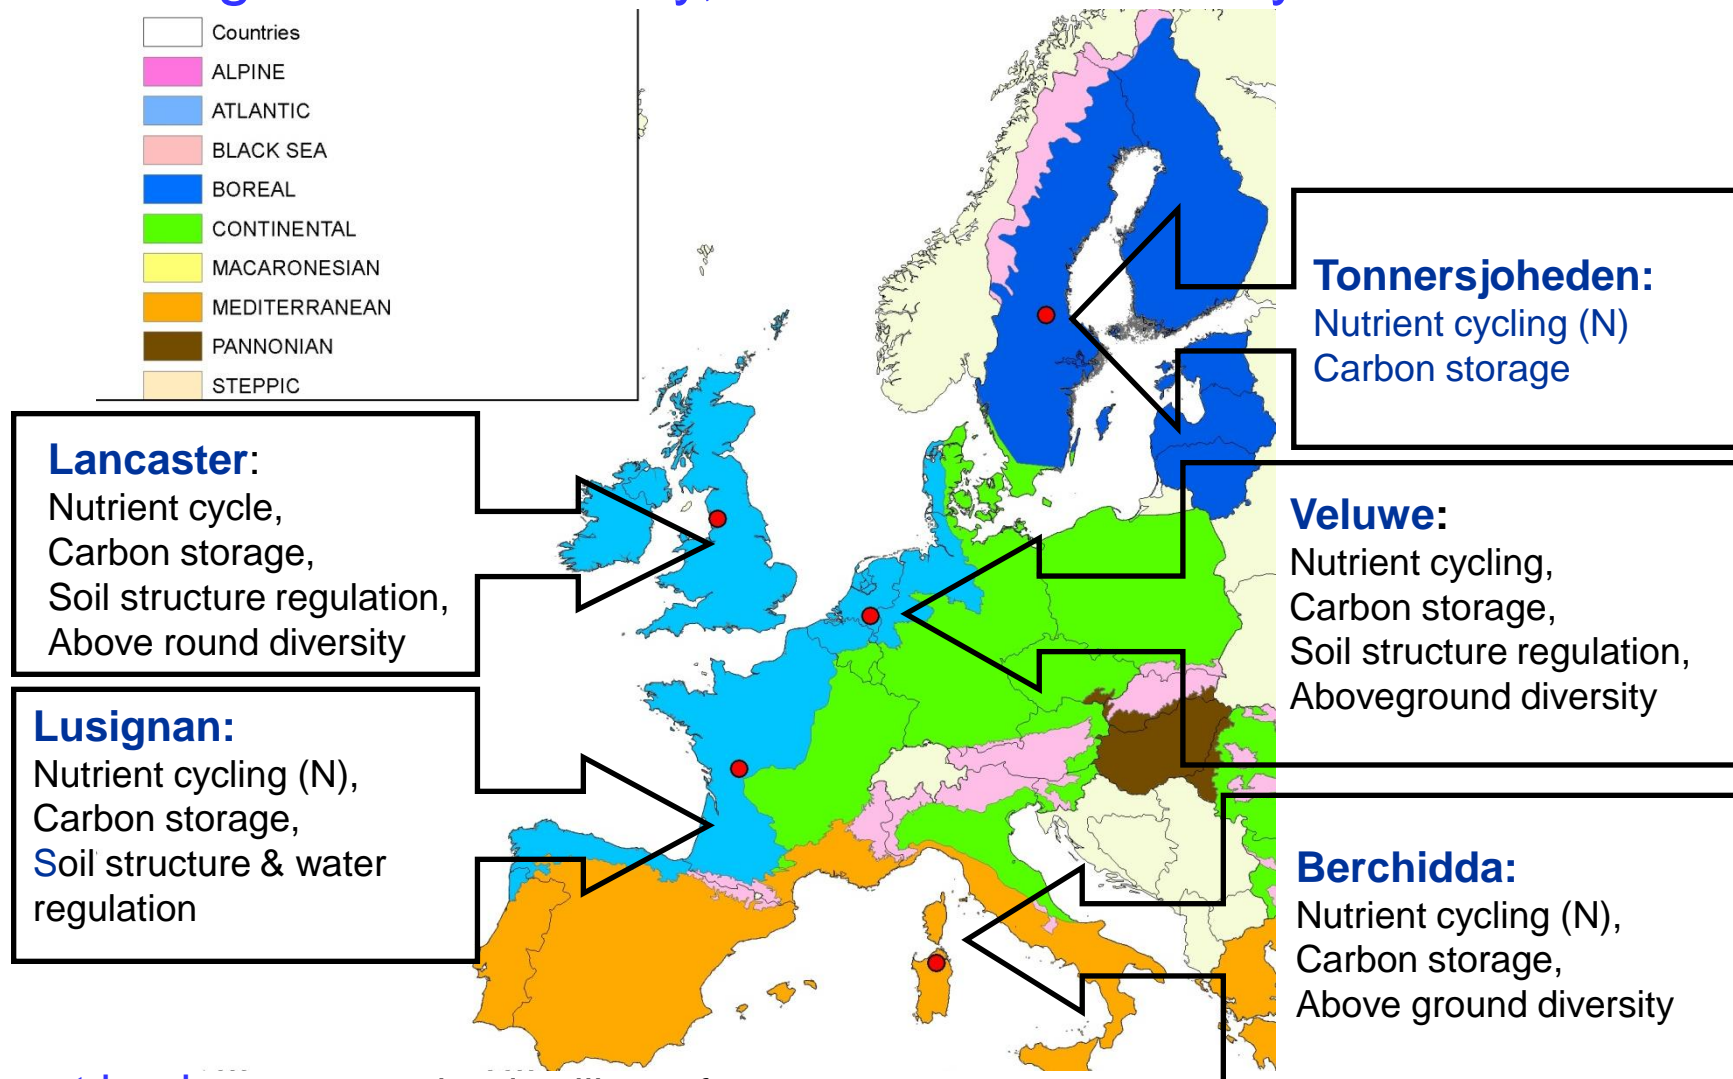 Countries
ALPINE
ATLANTIC
BLACK SEA
BOREAL
CONTINENTAL
MACARONESIAN
MEDITERRANEAN
PANNONIAN
STEPPIC
Tonnersjoheden:
Nutrient cycling (N)
Carbon storage
Lancaster:
Nutrient cycle,
Carbon storage,
Soil structure regulation,
Above round diversity
Veluwe:
Nutrient cycling,
Carbon storage,
Soil structure regulation,
Aboveground diversity
Lusignan:
Nutrient cycling (N),
Carbon storage,
Soil structure & water
regulation
Berchidda:
Nutrient cycling (N),
Carbon storage,
Above ground diversity